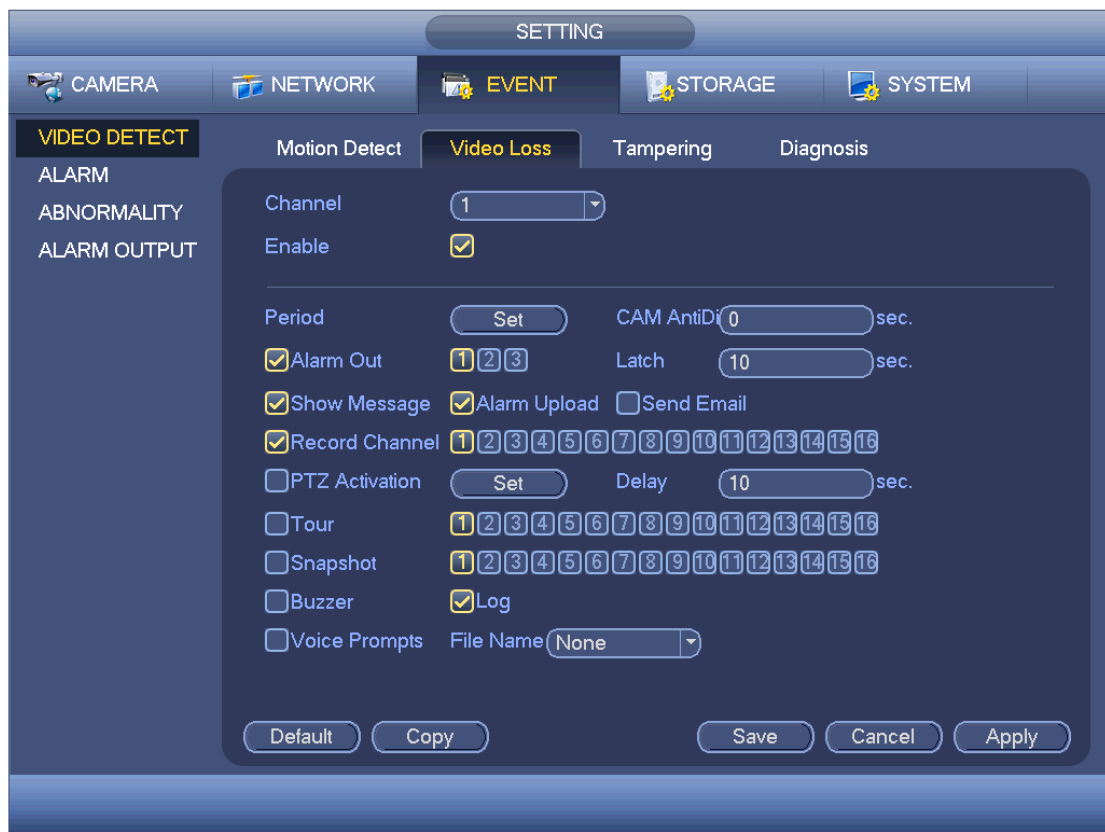 SETTING
CAMERA NETWORK EVENT STORAGE SYSTEM
VIDEO DETECT
ALARM
ABNORMALITY
ALARM OUTPUT
Motion Detect Video Loss Tampering Diagnosis
Channel 1
Enable
Period Set CAM AntiDi 0 sec.
Alarm Out 1 2 3 Latch 10 sec.
Show Message Alarm Upload Send Email
Record Channel 1 2 3 4 5 6 7 8 9 10 11 12 13 14 15 16
PTZ Activation Set Delay 10 sec.
Tour 1 2 3 4 5 6 7 8 9 10 11 12 13 14 15 16
Snapshot 1 2 3 4 5 6 7 8 9 10 11 12 13 14 15 16
Buzzer Log
Voice Prompts File Name None
Default Copy Save Cancel Apply